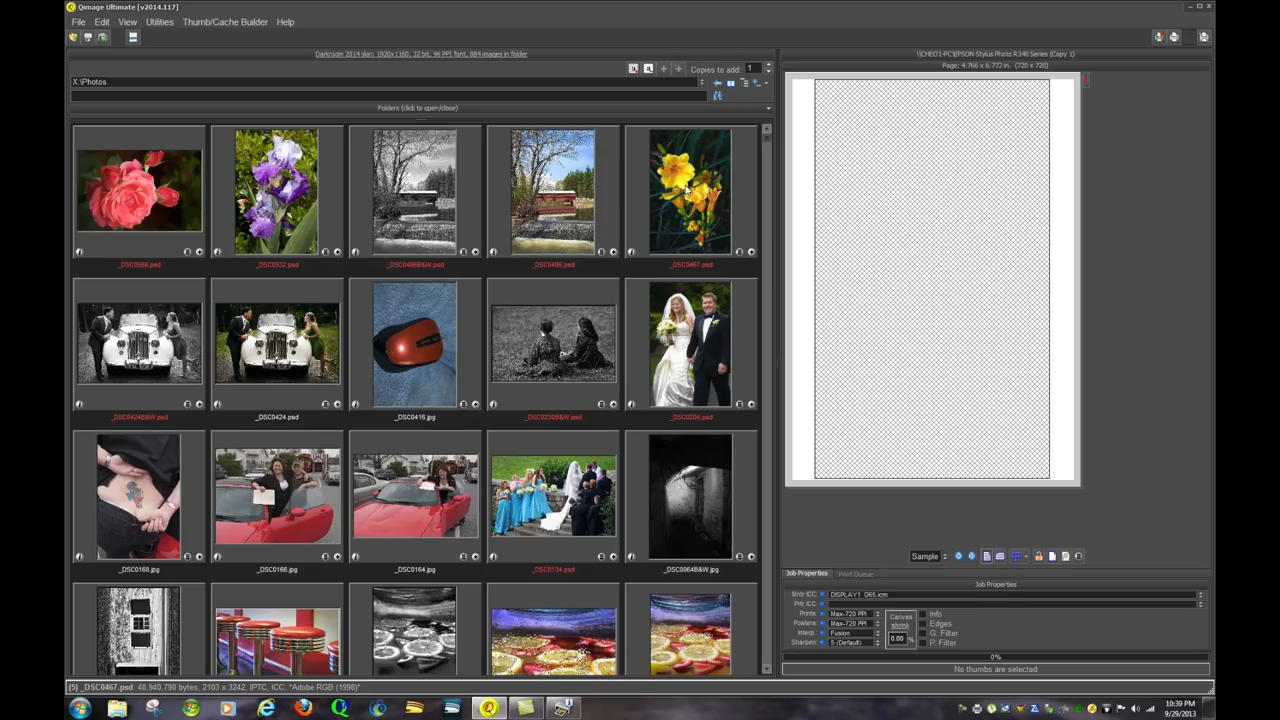 Qimage Ultimate [v2014.117]
File Edit View Utilities Thumb/Cache Builder Help
Darkroom 2014 skin: 1920x1160, 32 bit, 96 PPI font, 884 images in folder
\\CHEO1-PC\EPSON Stylus Photo R340 Series (Copy 1)
Page: 4.766 x 6.772 in. (720 x 720)
Copies to add: 1
X:\Photos
Folders (click to open/close)
_DSC0588.psd _DSC0532.psd _DSC0486B&W.psd _DSC0486.psd _DSC0467.psd
_DSC0424B&W.psd _DSC0424.psd _DSC0416.jpg _DSC0230B&W.psd _DSC0204.psd
_DSC0168.jpg _DSC0166.jpg _DSC0164.jpg _DSC0134.psd _DSC0064B&W.jpg
Sample
Job Properties Print Queue
Job Properties
Mntr ICC: DISPLAY1 D65.icm
Prtr ICC:
Prints: Max-720 PPI
Posters: Max-720 PPI
Interp.: Fusion
Sharpen: 5 (Default)
Canvas
shrink
0.00 %
Info
Edges
G. Filter
P. Filter
0%
No thumbs are selected
(5) _DSC0467.psd: 40,940,790 bytes, 2103 x 3242, IPTC, ICC: "Adobe RGB (1998)"
10:39 PM
9/29/2013